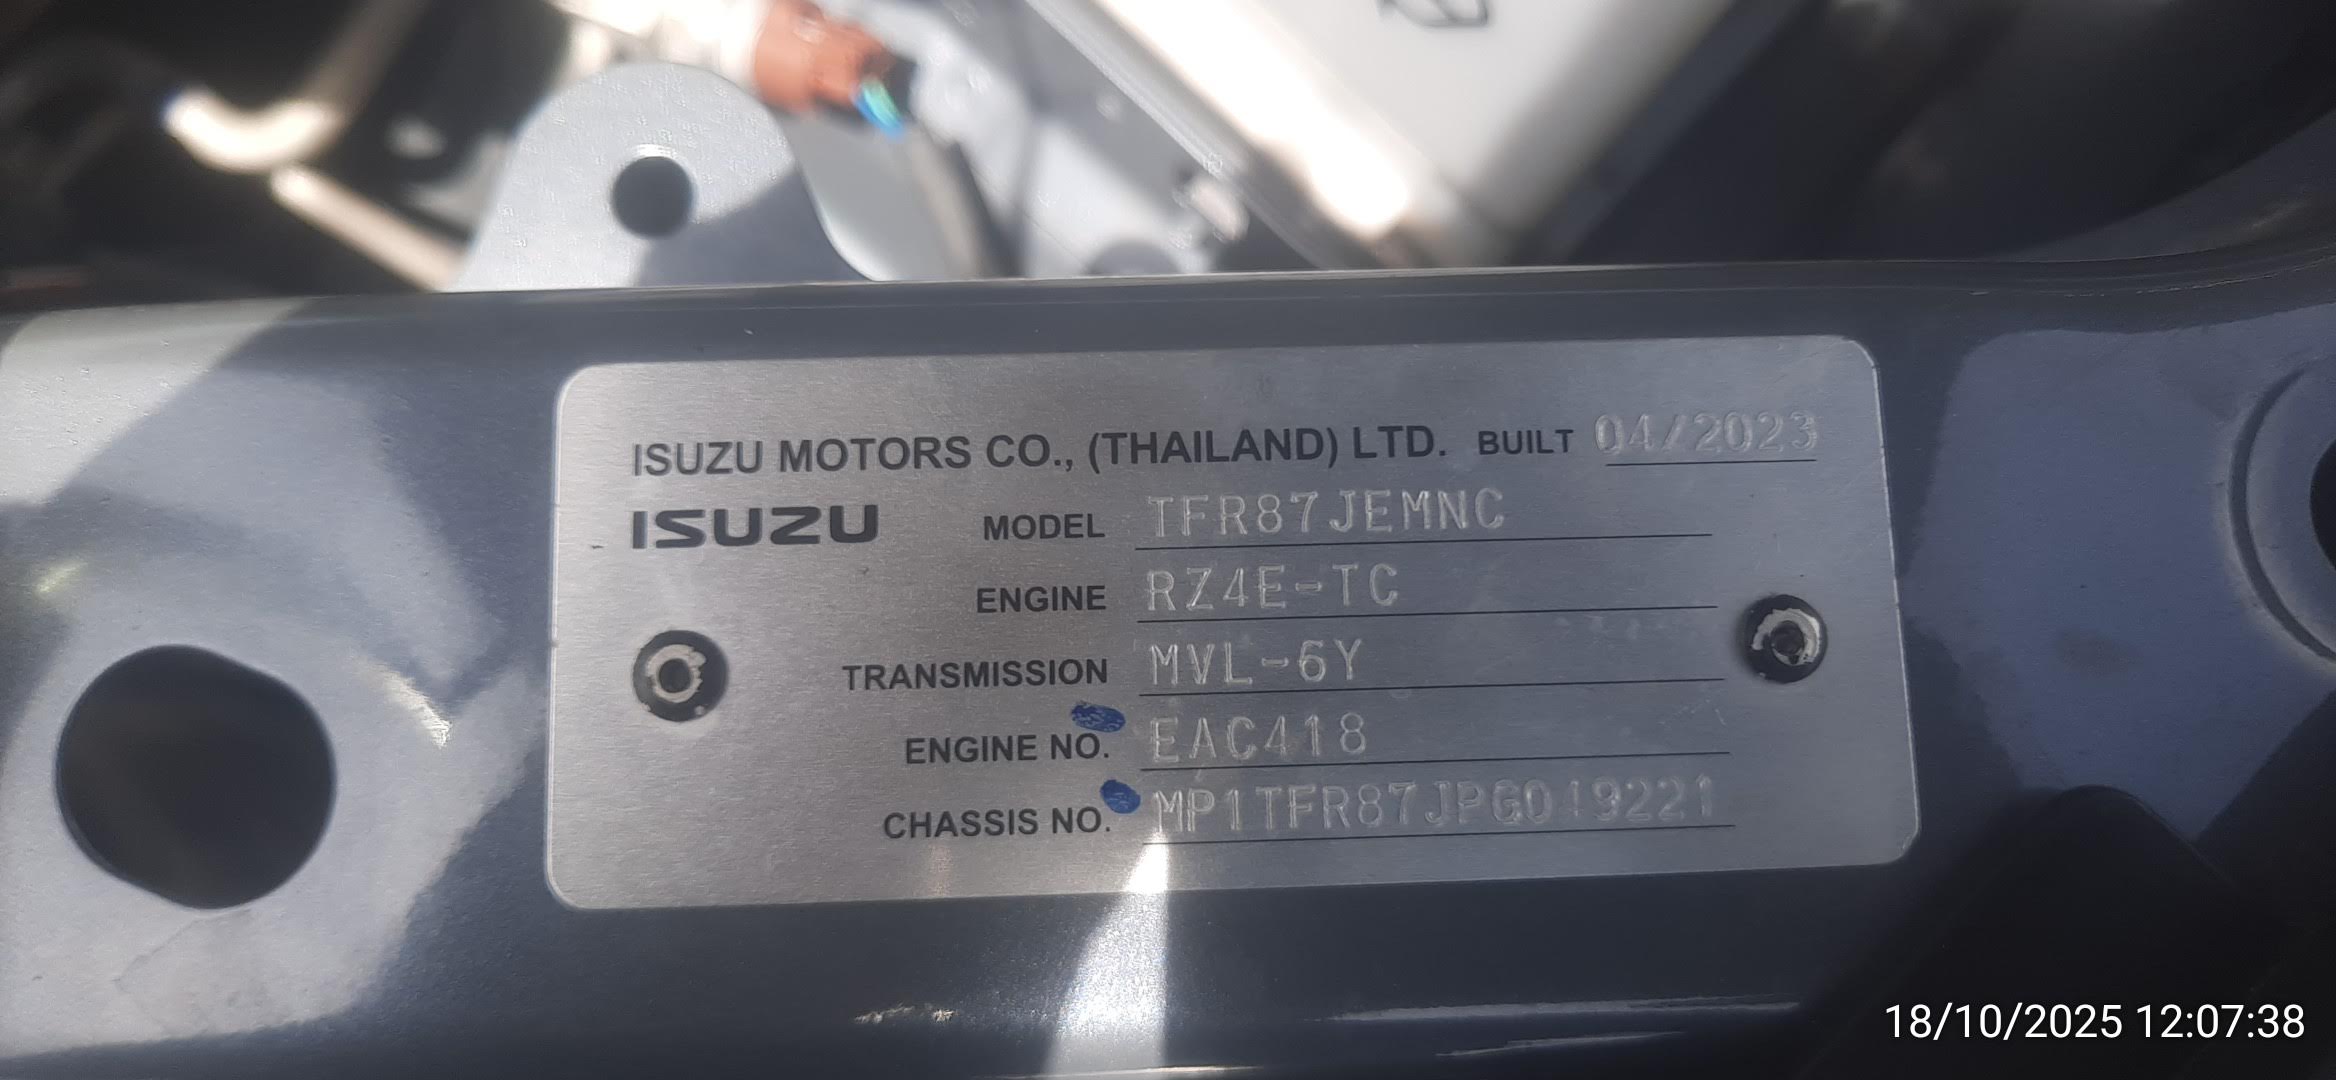 ISUZU MOTORS CO., (THAILAND) LTD. BUILT 04/2023
ISUZU MODEL TFR87JEMNC
ENGINE RZ4E-TC
TRANSMISSION MVL-6Y
ENGINE NO. EAC418
CHASSIS NO. MP1TFR87JPG049221
18/10/2025 12:07:38